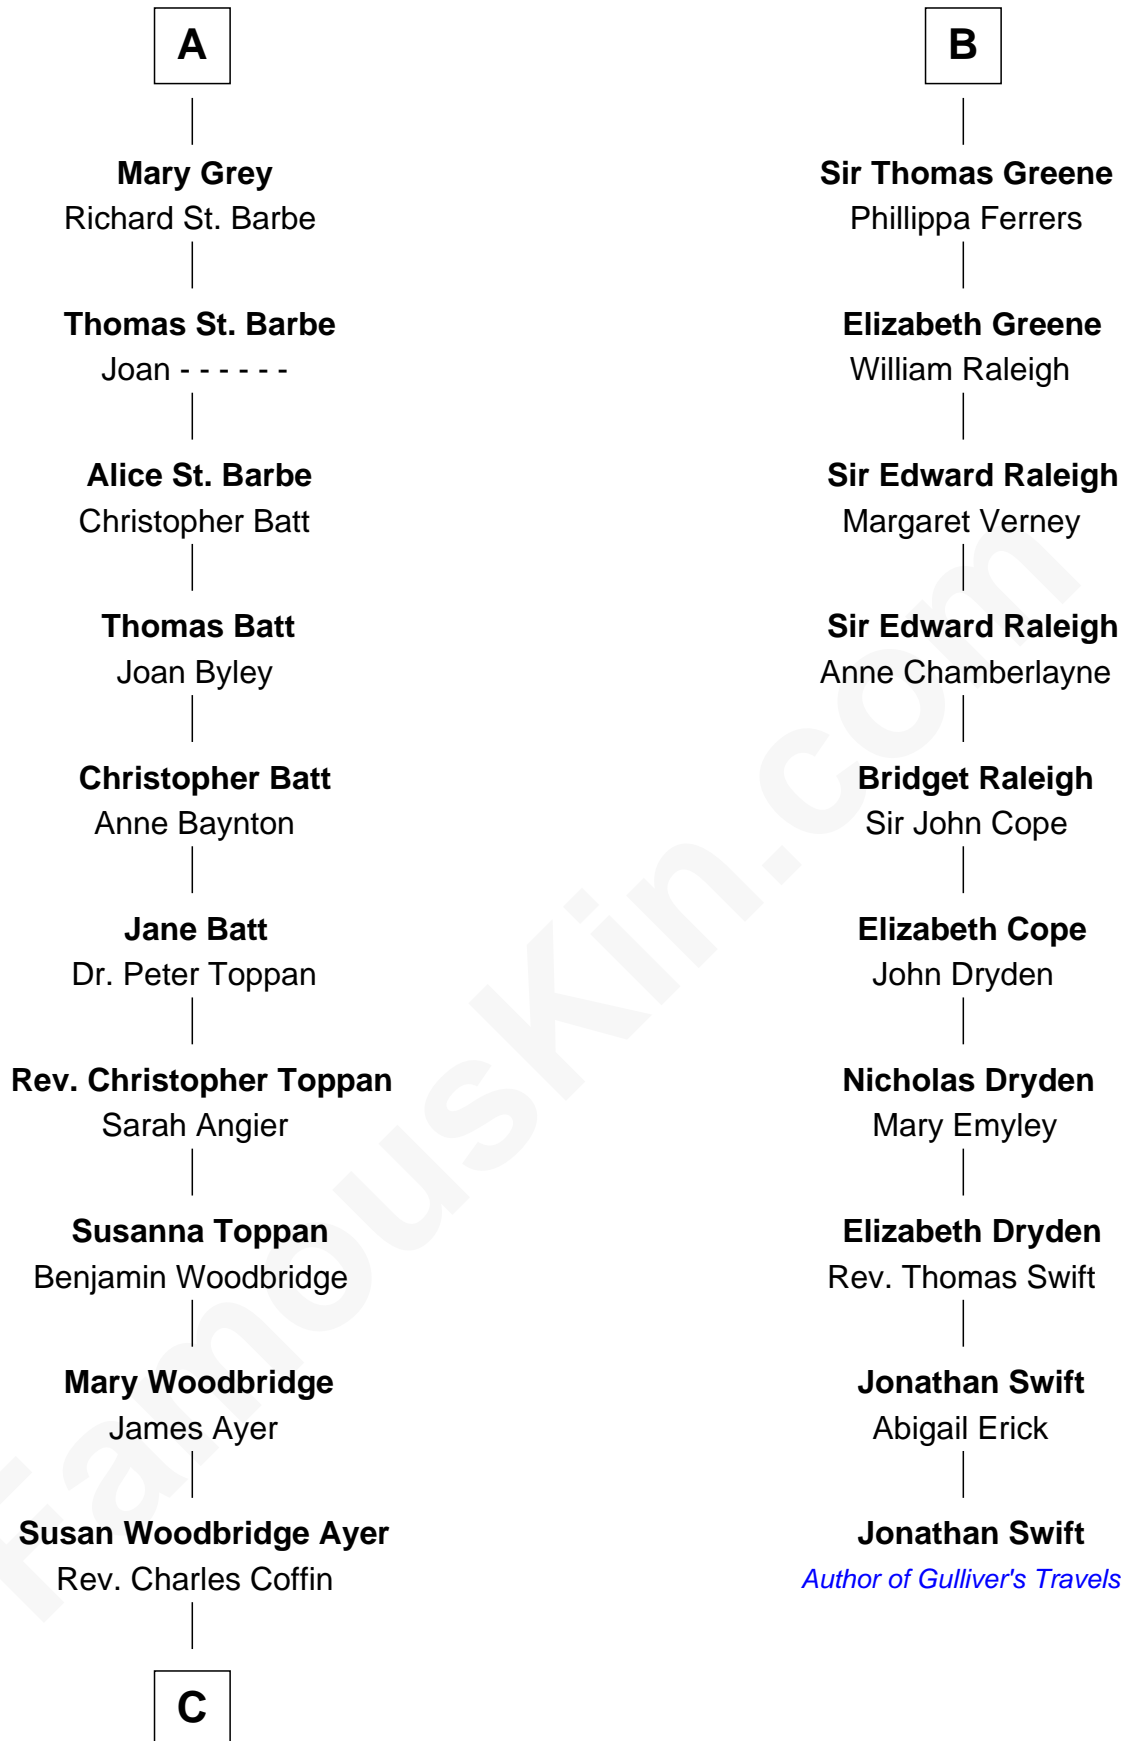 A
Mary Grey
Richard St. Barbe
Thomas St. Barbe
Joan - - - - - -
Alice St. Barbe
Christopher Batt
Thomas Batt
Joan Byley
Christopher Batt
Anne Baynton
Jane Batt
Dr. Peter Toppan
Rev. Christopher Toppan
Sarah Angier
Susanna Toppan
Benjamin Woodbridge
Mary Woodbridge
James Ayer
Susan Woodbridge Ayer
Rev. Charles Coffin
C
B
Sir Thomas Greene
Phillippa Ferrers
Elizabeth Greene
William Raleigh
Sir Edward Raleigh
Margaret Verney
Sir Edward Raleigh
Anne Chamberlayne
Bridget Raleigh
Sir John Cope
Elizabeth Cope
John Dryden
Nicholas Dryden
Mary Emyley
Elizabeth Dryden
Rev. Thomas Swift
Jonathan Swift
Abigail Erick
Jonathan Swift
Author of Gulliver's Travels
FamousKin.com